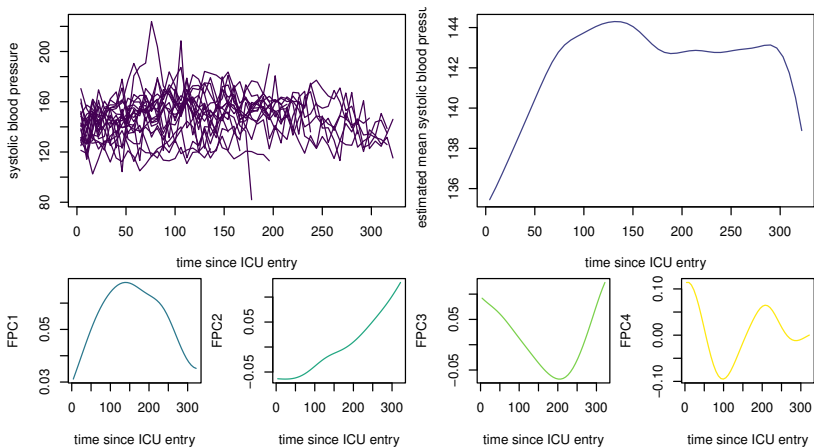 systolic blood pressure
200
160
120
80
0 50 100 150 200 250 300
time since ICU entry
estimated mean systolic blood pressu
144
142
140
138
136
0 50 100 150 200 250 300
time since ICU entry
FPC1
0.05
0.03
0 100 200 300
time since ICU entry
FPC2
0.05
−0.05
0 100 200 300
time since ICU entry
FPC3
0.05
−0.05
0 100 200 300
time since ICU entry
FPC4
0.10
0.00
−0.10
0 100 200 300
time since ICU entry